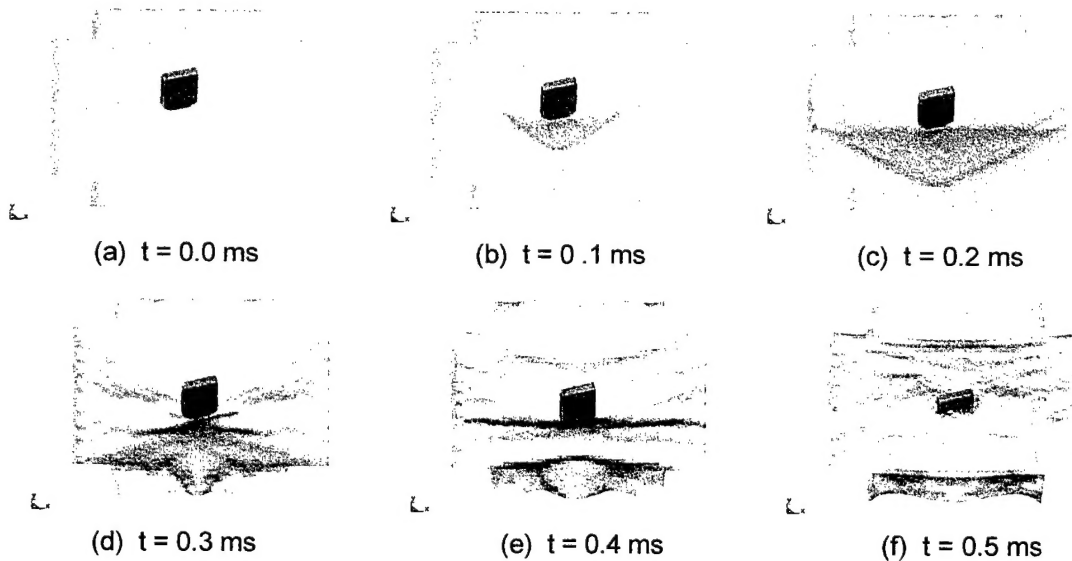 (a) t = 0.0 ms
(b) t = 0 .1 ms
(c) t = 0.2 ms
(d) t = 0.3 ms
(e) t = 0.4 ms
(f) t = 0.5 ms